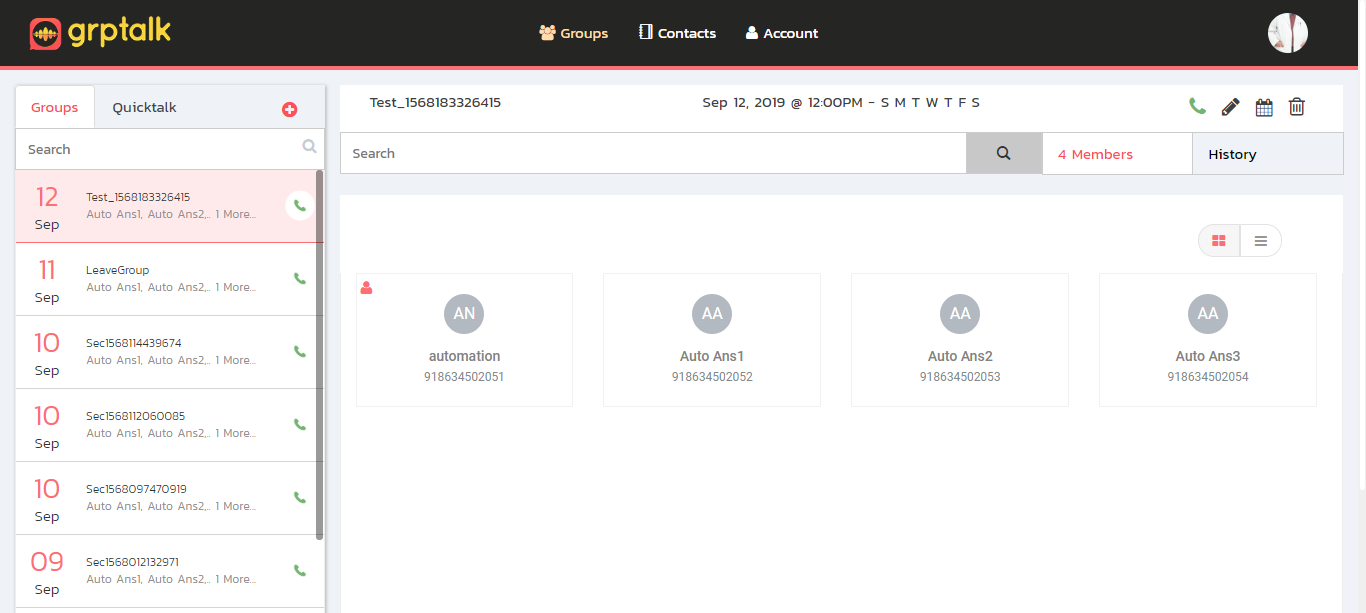 grptalk
Groups
Contacts
Account
Groups
Quicktalk
Search
12
Sep
Test_1568183326415
Auto Ans1, Auto Ans2,.. 1 More...
11
Sep
LeaveGroup
Auto Ans1, Auto Ans2,.. 1 More...
10
Sep
Sec1568114439674
Auto Ans1, Auto Ans2,.. 1 More...
10
Sep
Sec1568112060085
Auto Ans1, Auto Ans2,.. 1 More...
10
Sep
Sec1568097470919
Auto Ans1, Auto Ans2,.. 1 More...
09
Sep
Sec1568012132971
Auto Ans1, Auto Ans2,.. 1 More...
Test_1568183326415
Sep 12, 2019 @ 12:00PM - S M T W T F S
Search
4 Members
History
AN
automation
918634502051
AA
Auto Ans1
918634502052
AA
Auto Ans2
918634502053
AA
Auto Ans3
918634502054